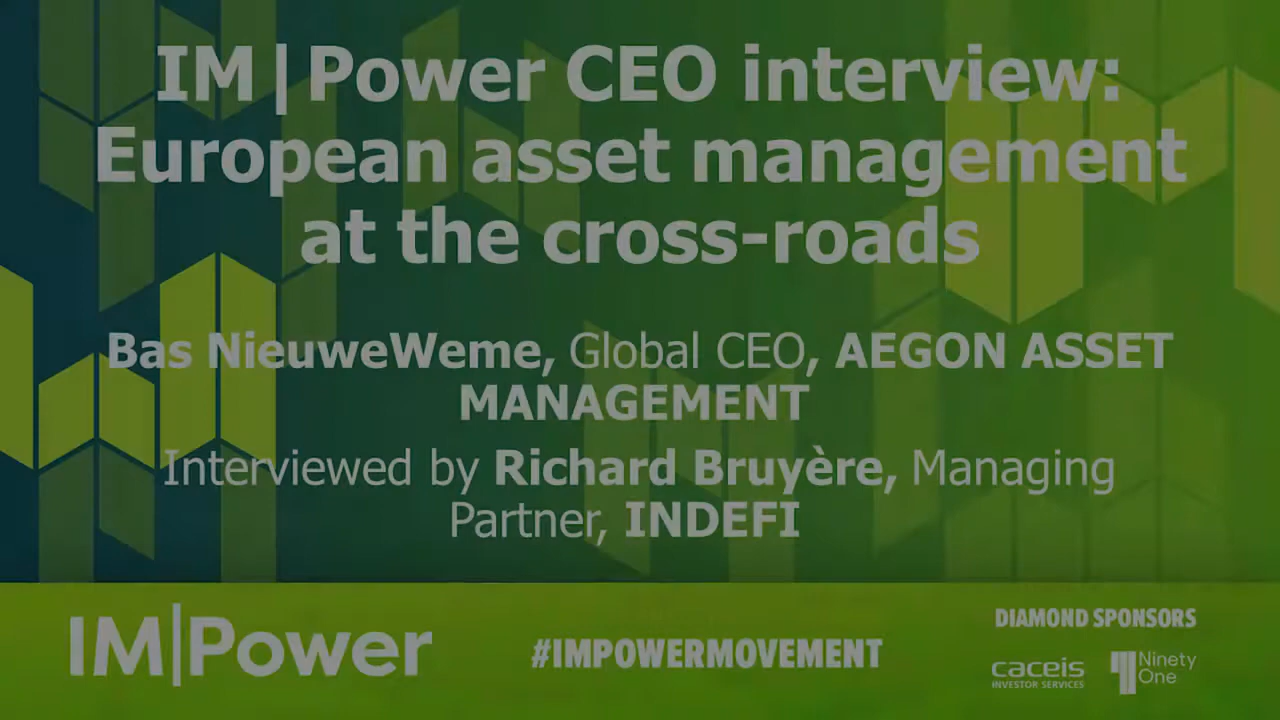 IM|Power CEO interview:
European asset management
at the cross-roads
Bas NieuweWeme, Global CEO, AEGON ASSET
MANAGEMENT
Interviewed by Richard Bruyère, Managing
Partner, INDEFI
IM|Power
#IMPOWERMOVEMENT
DIAMOND SPONSORS
caceis
INVESTOR SERVICES
Ninety
One